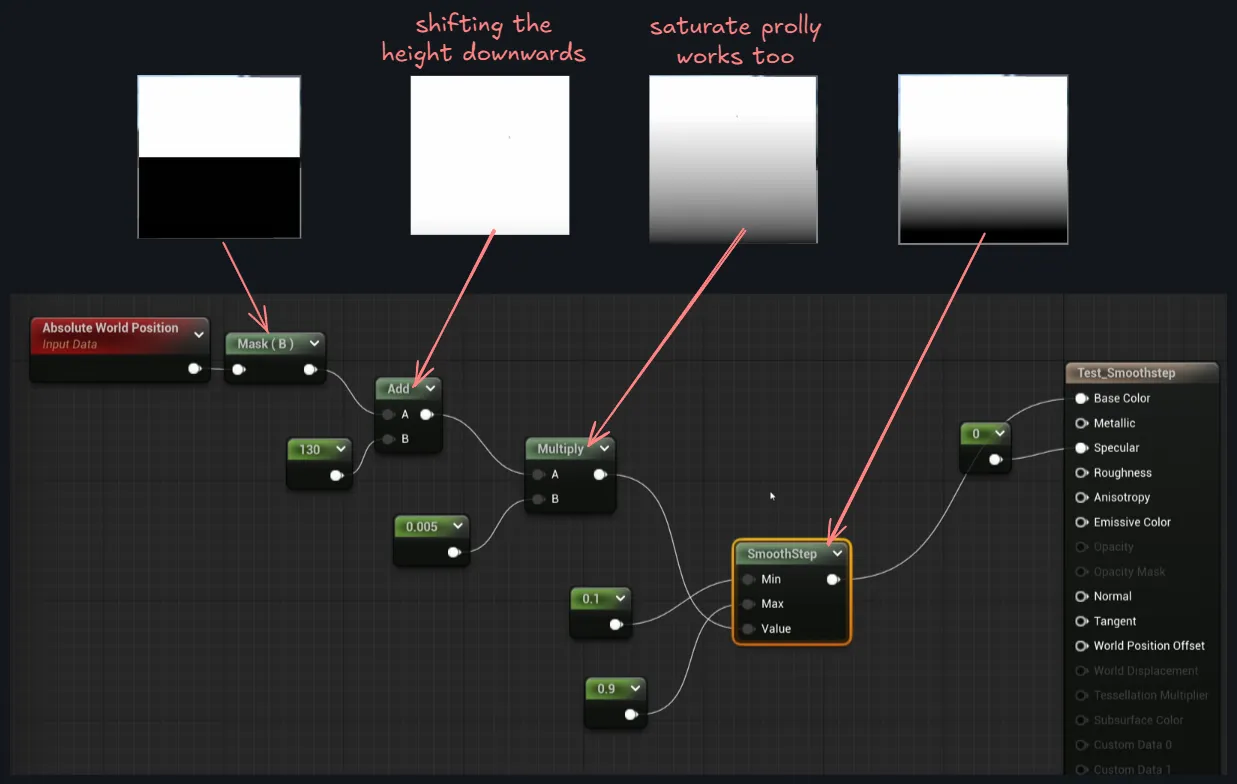 shifting the
height downwards
saturate prolly
works too
Absolute World Position
Input Data
Mask ( B )
Add
A
B
130
Multiply
A
B
0.005
SmoothStep
Min
Max
Value
0.1
0.9
0
Test_Smoothstep
Base Color
Metallic
Specular
Roughness
Anisotropy
Emissive Color
Opacity
Opacity Mask
Normal
Tangent
World Position Offset
World Displacement
Tessellation Multiplier
Subsurface Color
Custom Data 0
Custom Data 1